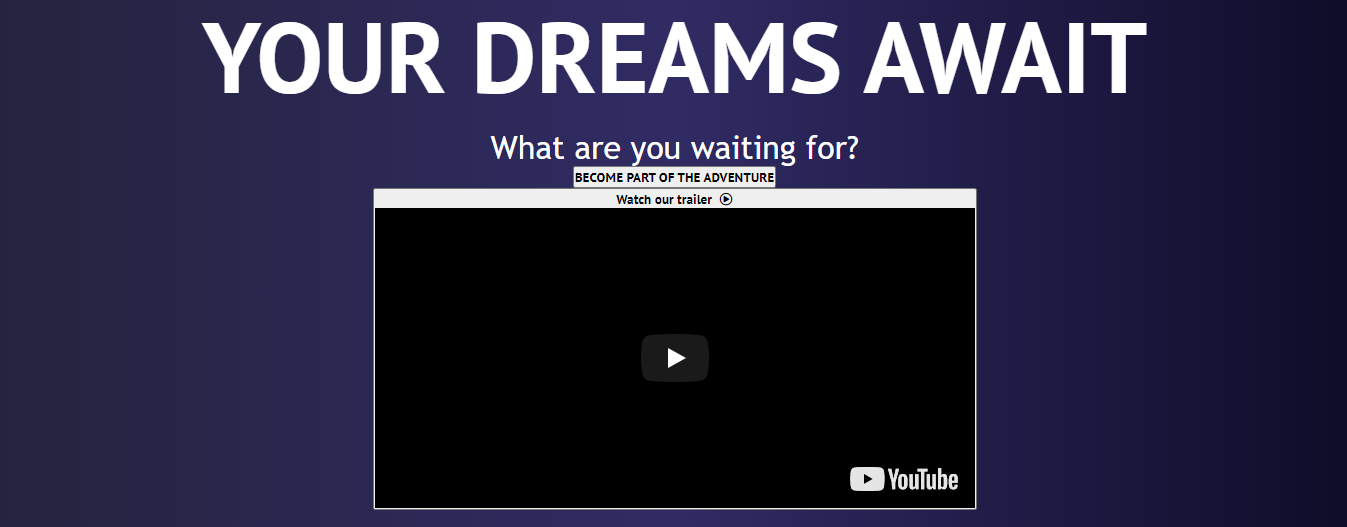 YOUR DREAMS AWAIT
What are you waiting for?
BECOME PART OF THE ADVENTURE
Watch our trailer
YouTube